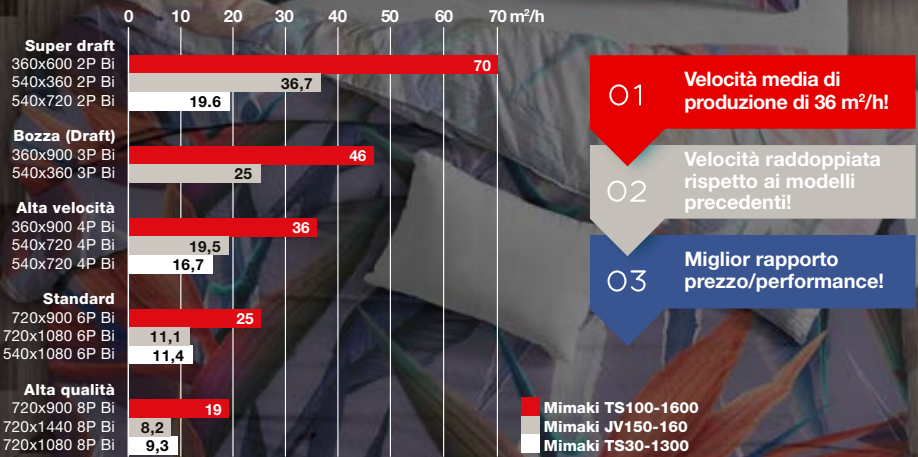 0 10 20 30 40 50 60 70 m²/h
Super draft
360x600 2P Bi 70
540x360 2P Bi 36,7
540x720 2P Bi 19.6
Bozza (Draft)
360x900 3P Bi 46
540x360 3P Bi 25
Alta velocità
360x900 4P Bi 36
540x720 4P Bi 19,5
540x720 4P Bi 16,7
Standard
720x900 6P Bi 25
720x1080 6P Bi 11,1
540x1080 6P Bi 11,4
Alta qualità
720x900 8P Bi 19
720x1440 8P Bi 8,2
720x1080 8P Bi 9,3
01
Velocità media di
produzione di 36 m²/h!
02
Velocità raddoppiata
rispetto ai modelli
precedenti!
03
Miglior rapporto
prezzo/performance!
Mimaki TS100-1600
Mimaki JV150-160
Mimaki TS30-1300